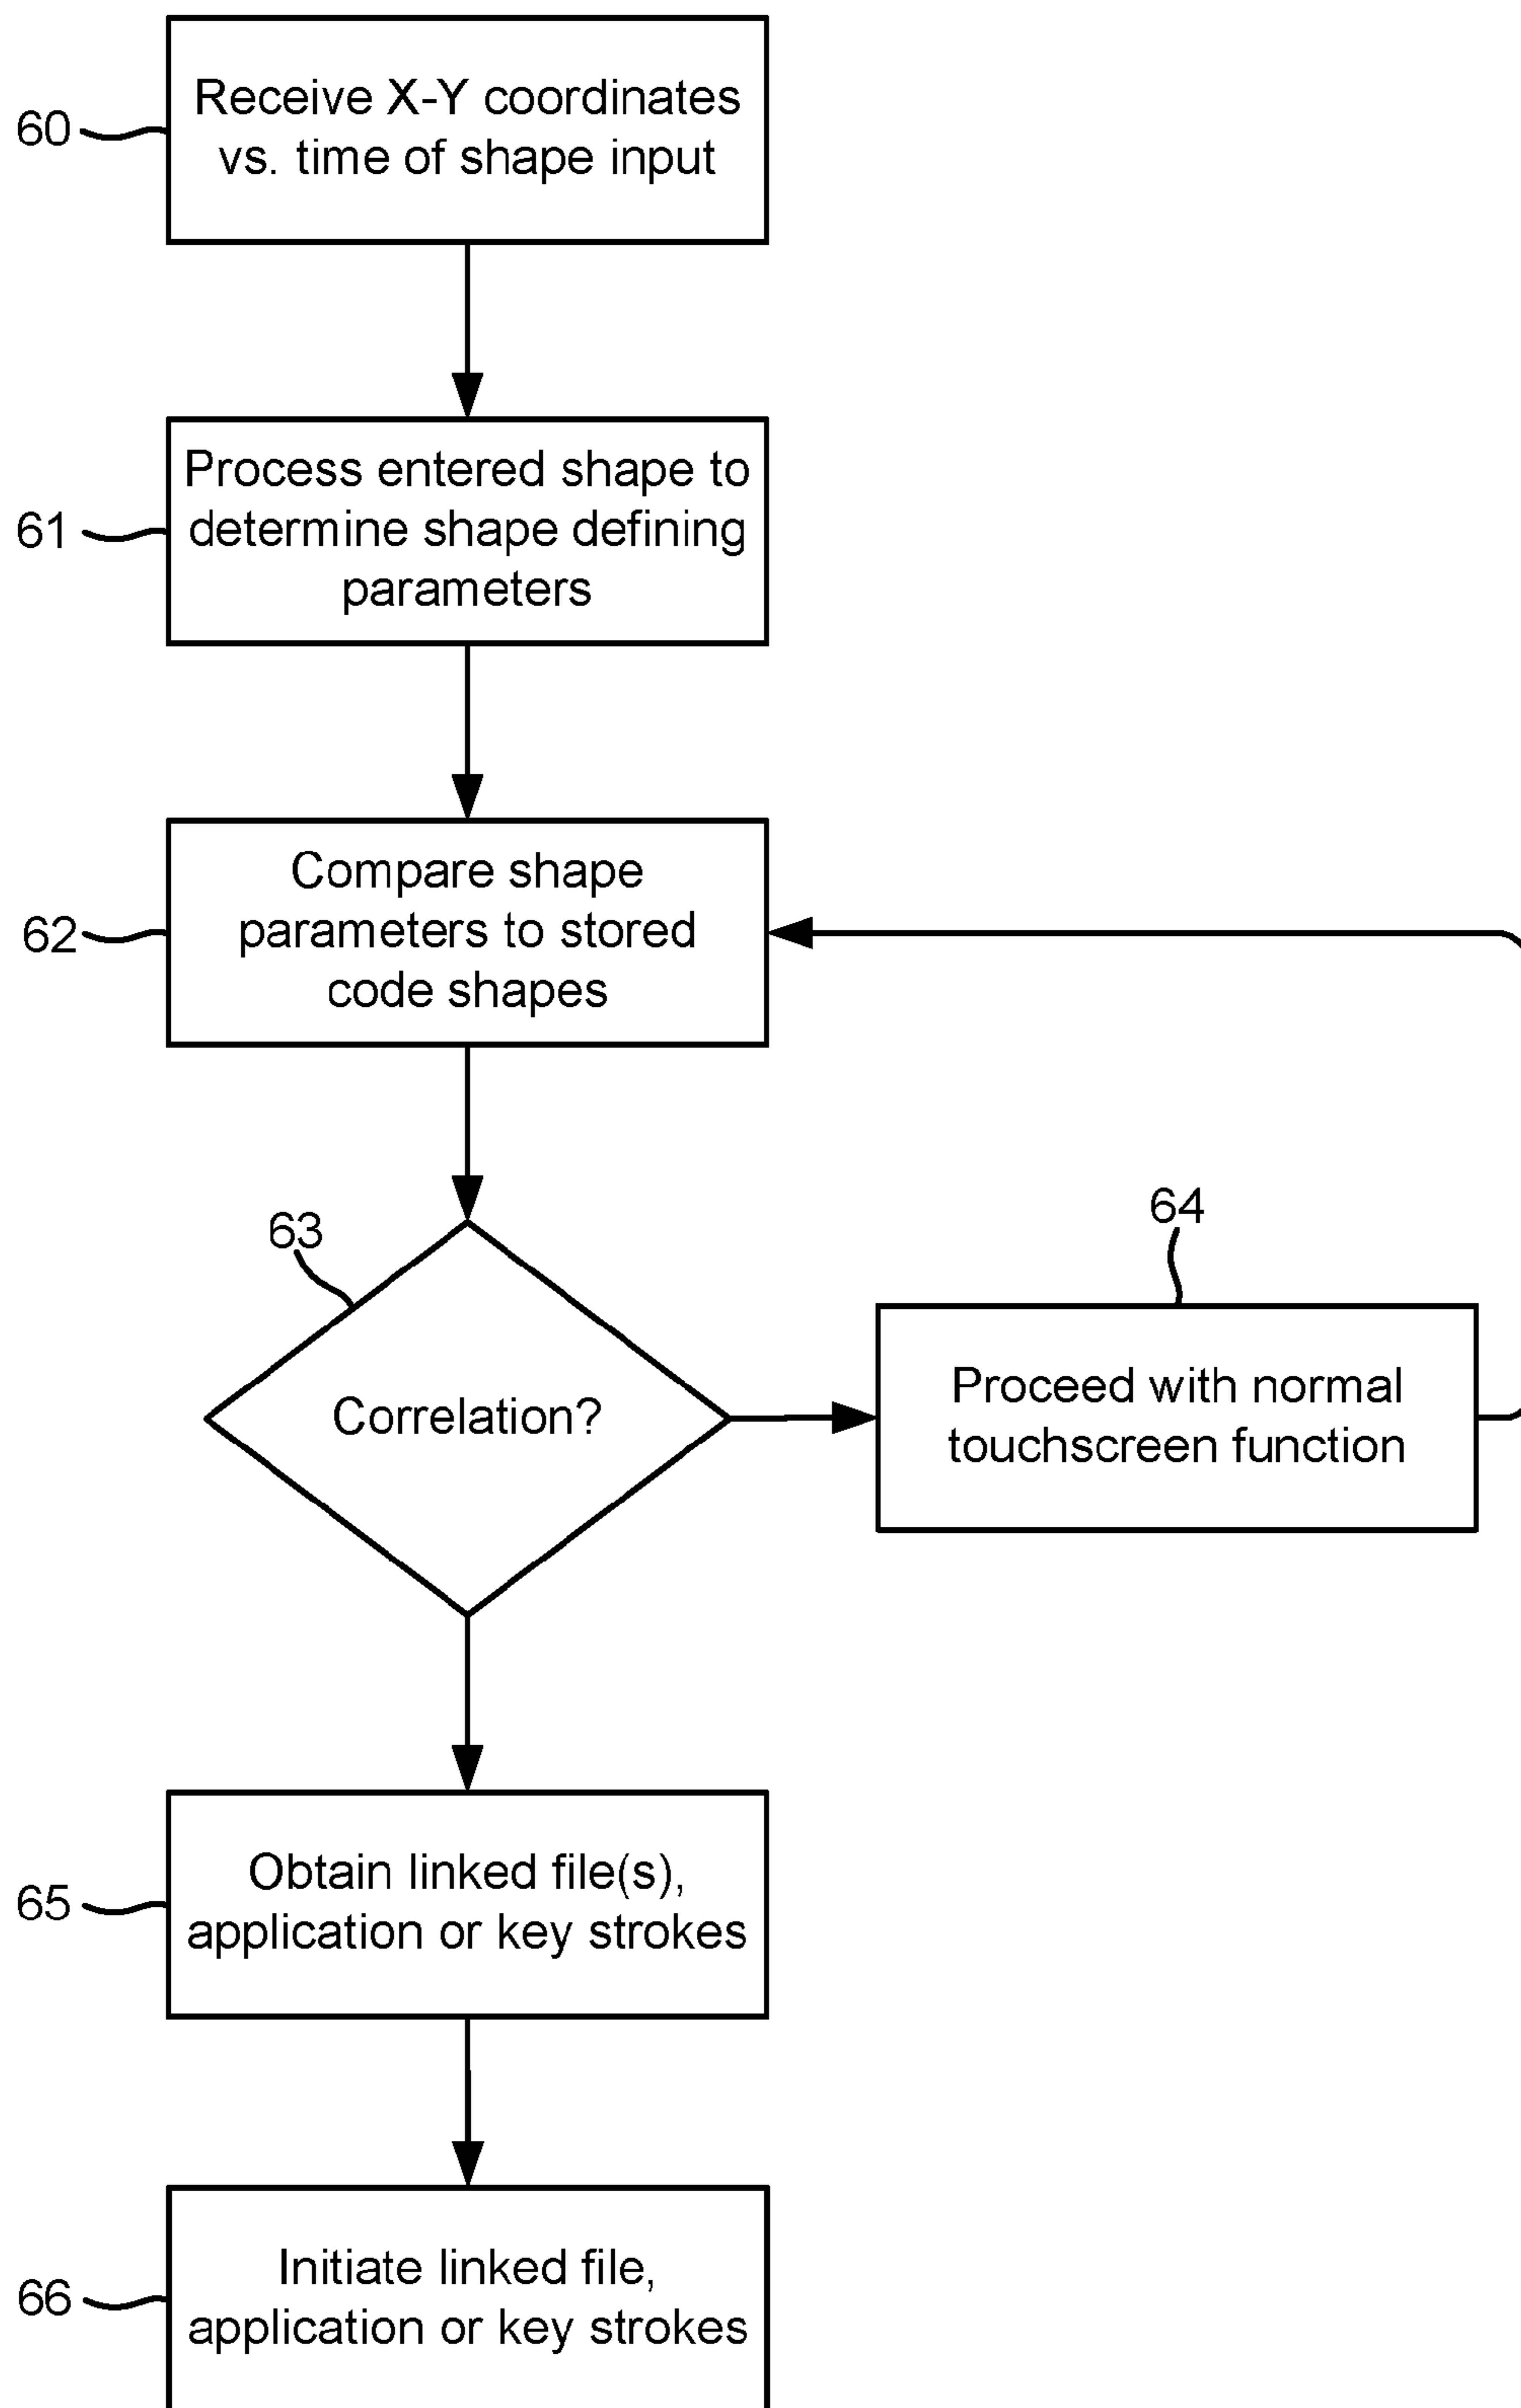 60
Receive X-Y coordinates
vs. time of shape input
61
Process entered shape to
determine shape defining
parameters
62
Compare shape
parameters to stored
code shapes
63
Correlation?
64
Proceed with normal
touchscreen function
65
Obtain linked file(s),
application or key strokes
66
Initiate linked file,
application or key strokes